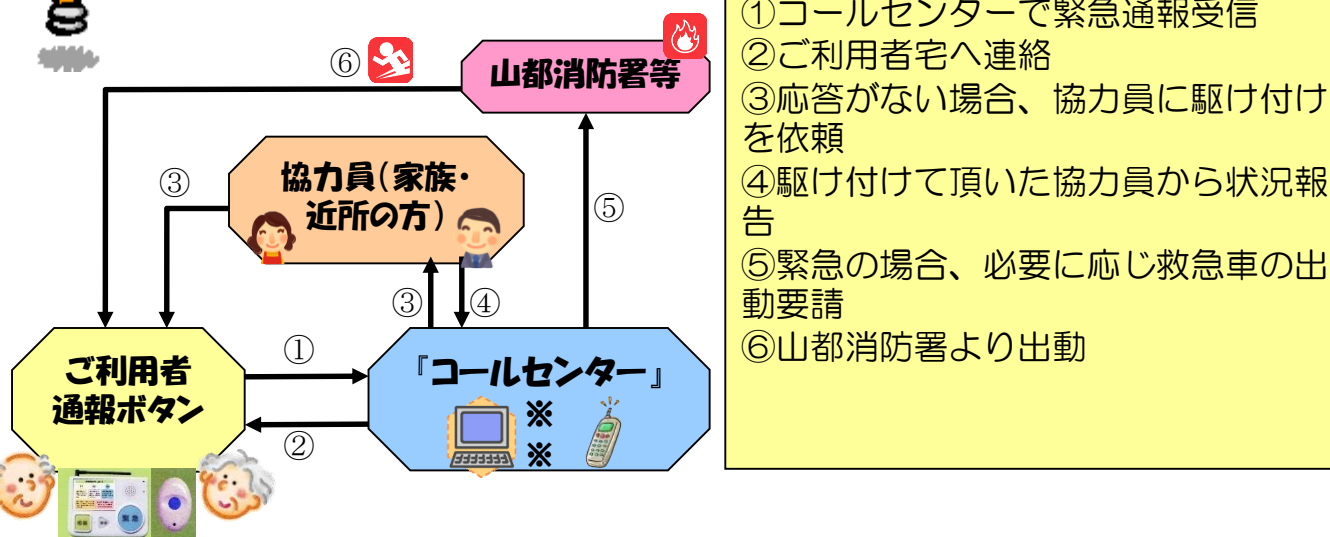 ⑥
山都消防署等
③
協力員(家族・
近所の方)
⑤
③
④
ご利用者
通報ボタン
①
②
『コールセンター』
※
※
緊急
①コールセンターで緊急通報受信
②ご利用者宅へ連絡
③応答がない場合、協力員に駆け付け
を依頼
④駆け付けて頂いた協力員から状況報
告
⑤緊急の場合、必要に応じ救急車の出
動要請
⑥山都消防署より出動